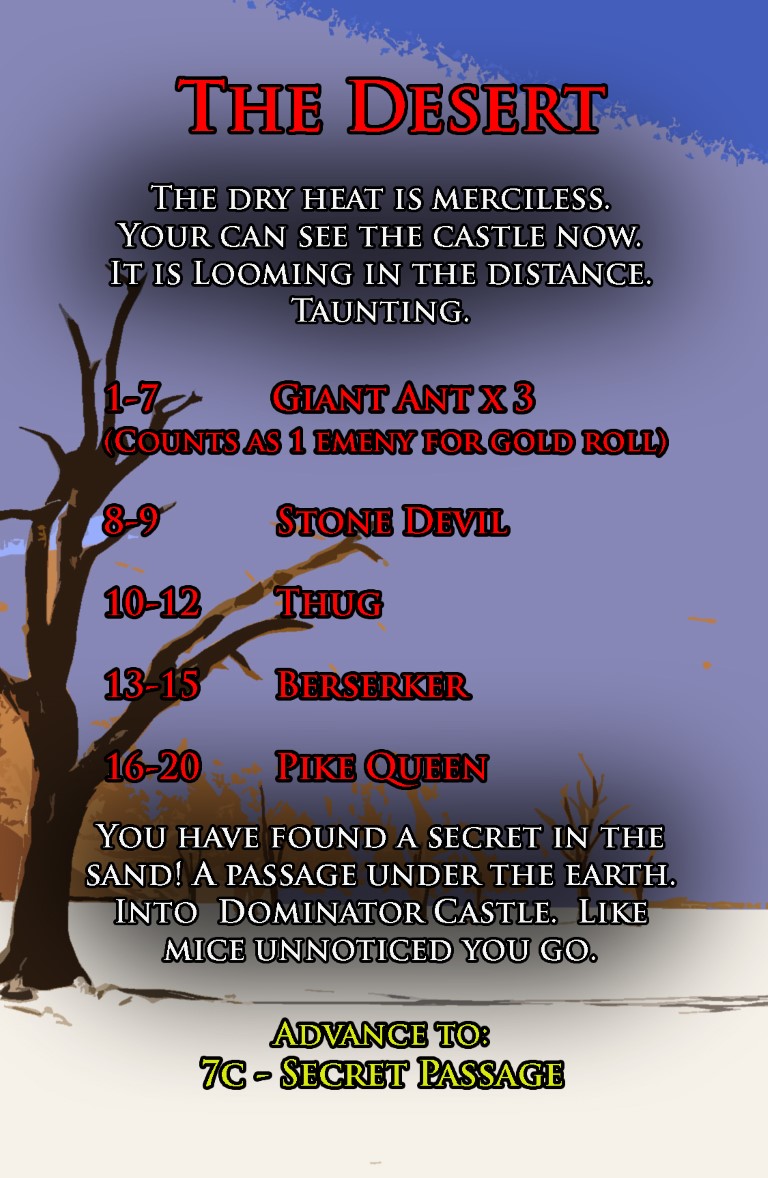 The Desert
The dry heat is merciless.
Your can see the castle now.
It is Looming in the distance.
Taunting.
1-7 Giant Ant x 3
(Counts as 1 emeny for gold roll)
8-9 Stone Devil
10-12 Thug
13-15 Berserker
16-20 Pike Queen
You have found a secret in the
sand! A passage under the earth.
Into Dominator Castle. Like
mice unnoticed you go.
Advance to:
7c - Secret Passage